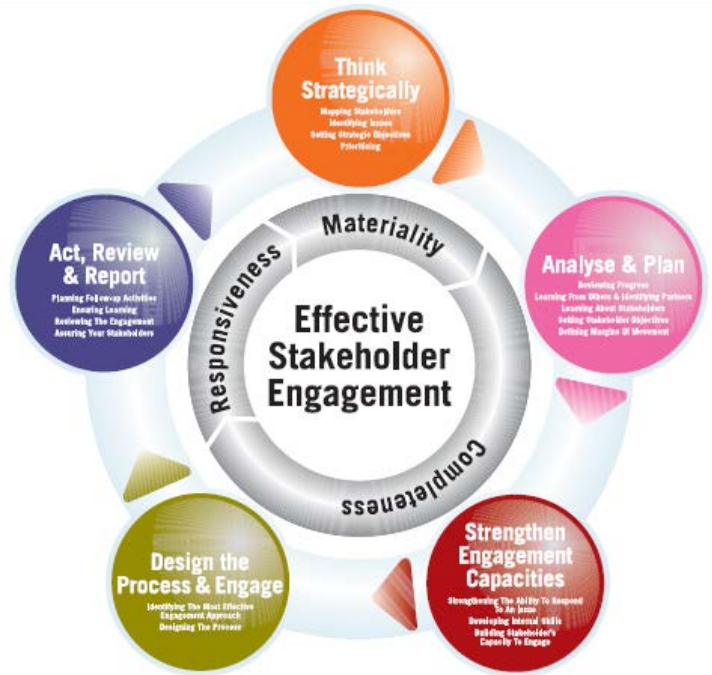 Think
Strategically
Mapping Stakeholders
Identifying Issues
Setting Strategic Objectives
Prioritising
Analyse & Plan
Reviewing Progress
Learning From Others & Identifying Partners
Learning About Stakeholders
Setting Stakeholder Objectives
Defining Margins Of Movement
Strengthen
Engagement
Capacities
Strengthening The Ability To Respond
To An Issue
Developing Internal Skills
Building Stakeholder's
Capacity To Engage
Design the
Process & Engage
Identifying The Most Effective
Engagement Approach
Designing The Process
Act, Review
& Report
Planning Follow-up Activities
Ensuring Learning
Reviewing The Engagement
Assuring Your Stakeholders
Materiality
Completeness
Responsiveness
Effective
Stakeholder
Engagement